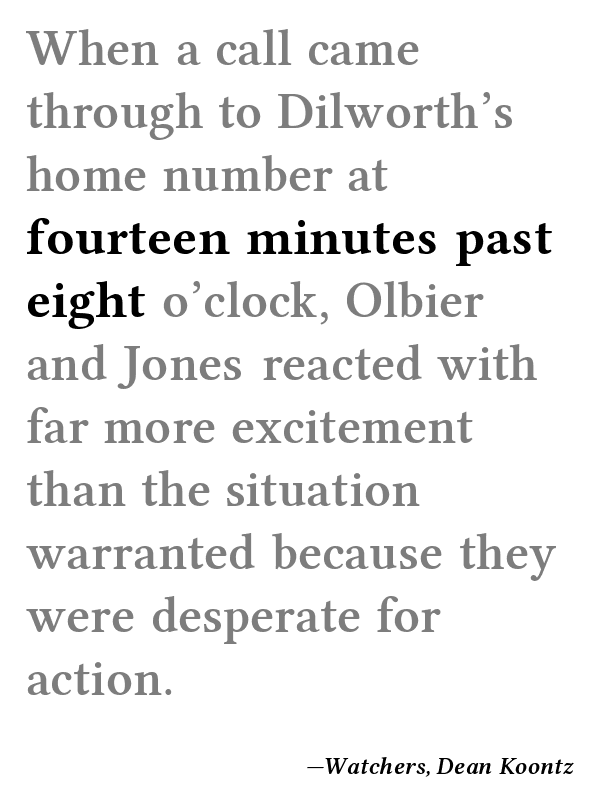 When a call came
through to Dilworth’s
home number at
fourteen minutes past
eight o’clock, Olbier
and Jones reacted with
far more excitement
than the situation
warranted because they
were desperate for
action.
—Watchers, Dean Koontz